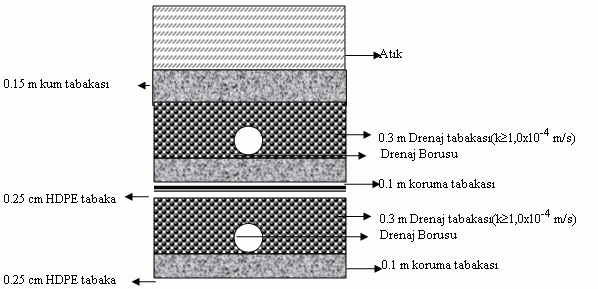 Atık
0.15 m kum tabakası
0.3 m Drenaj tabakası(k≥1,0x10-4 m/s)
Drenaj Borusu
0.1 m koruma tabakası
0.25 cm HDPE tabaka
0.3 m Drenaj tabakası(k≥1,0x10-4 m/s)
Drenaj Borusu
0.1 m koruma tabakası
0.25 cm HDPE tabaka